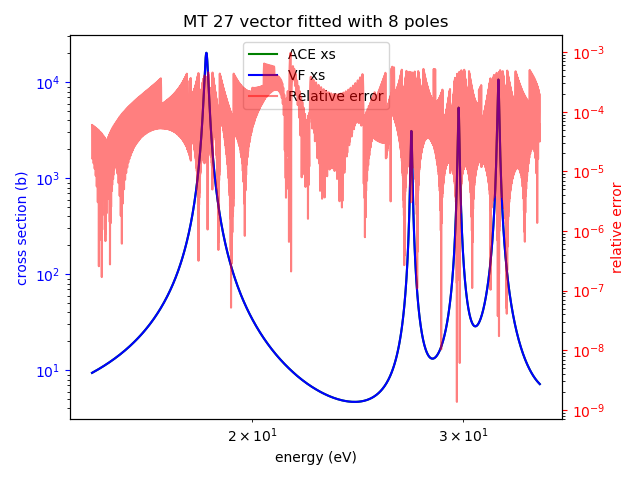 MT 27 vector fitted with 8 poles
ACE xs
VF xs
Relative error
10⁴
10³
10²
10¹
cross section (b)
10⁻³
10⁻⁴
10⁻⁵
10⁻⁶
10⁻⁷
10⁻⁸
10⁻⁹
relative error
2 × 10¹
3 × 10¹
energy (eV)